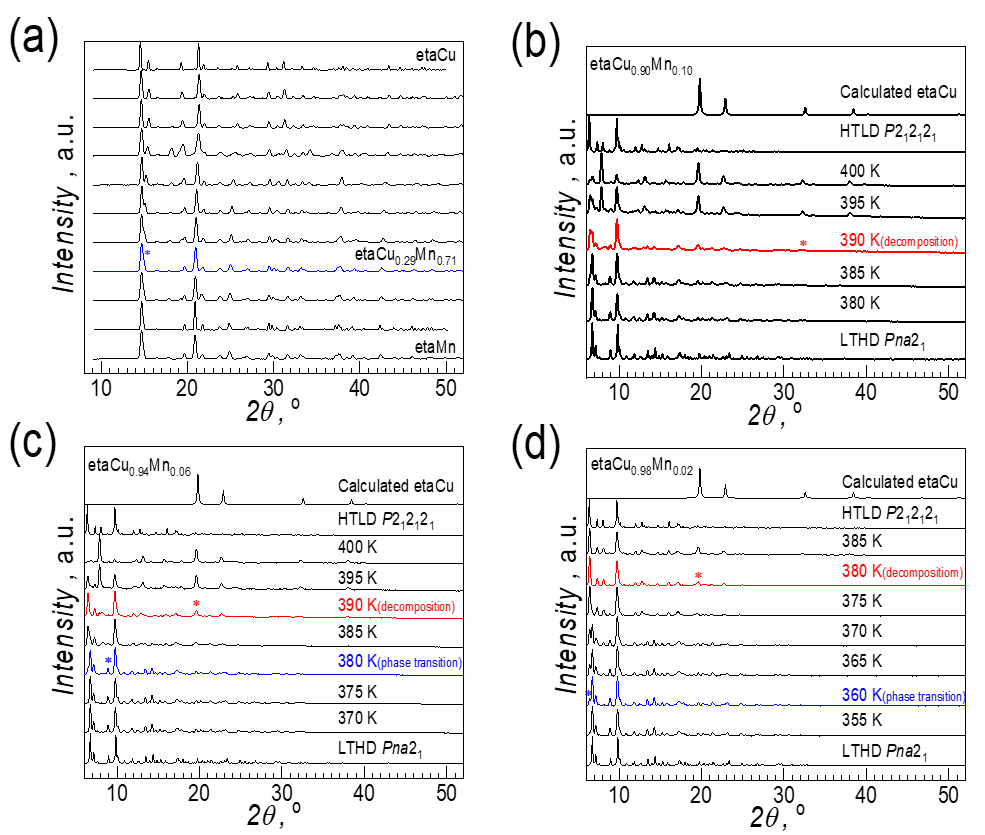 (a)
etaCu
etaCu0.29Mn0.71
*
etaMn
10 20 30 40 50
2θ , °
Intensity , a.u.
(b)
etaCu0.90Mn0.10
Calculated etaCu
HTLD P212121
400 K
395 K
390 K(decomposition)
*
385 K
380 K
LTHD Pna21
10 20 30 40 50
2θ , °
Intensity , a.u.
(c)
etaCu0.94Mn0.06
Calculated etaCu
HTLD P212121
400 K
395 K
390 K(decomposition)
*
385 K
380 K(phase transition)
*
375 K
370 K
LTHD Pna21
10 20 30 40 50
2θ , °
Intensity , a.u.
(d)
etaCu0.98Mn0.02
Calculated etaCu
HTLD P212121
385 K
380 K(decompositiom)
*
375 K
370 K
365 K
360 K(phase transition)
*
355 K
LTHD Pna21
10 20 30 40 50
2θ , °
Intensity , a.u.